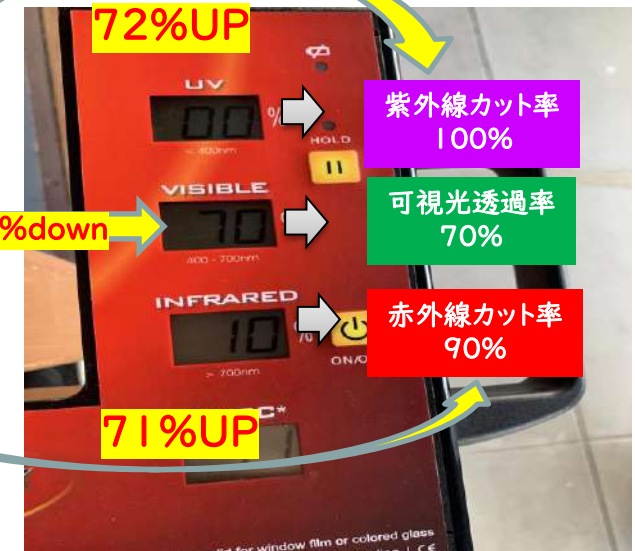 72%UP
UV
00 %
< 400nm
HOLD
紫外線カット率
100%
VISIBLE
70
400 - 700nm
%down
可視光透過率
70%
INFRARED
10 %
> 700nm
ON/O
赤外線カット率
90%
71%UP
C*
for window film or colored glass
CE